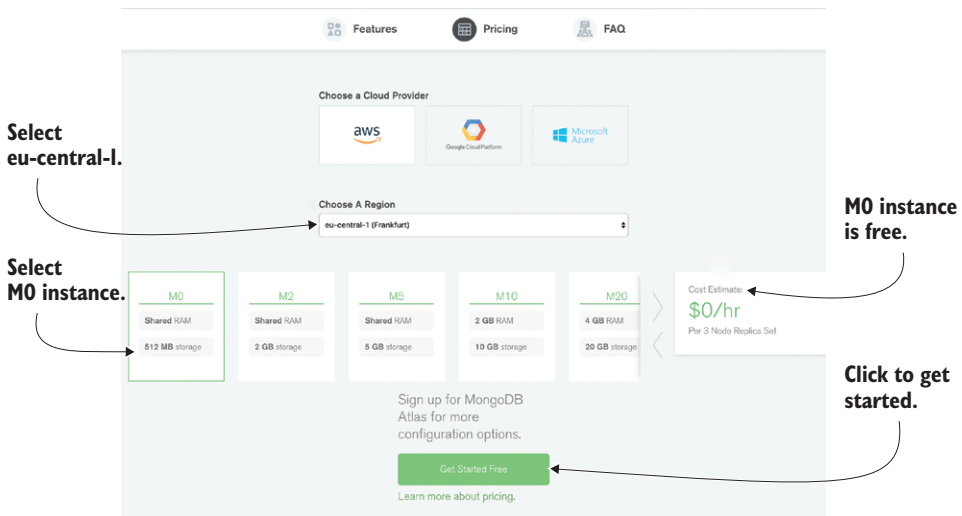 Features
Pricing
FAQ
Choose a Cloud Provider
aws
Google Cloud Platform
Microsoft
Azure
Select
eu-central-1.
Choose A Region
eu-central-1 (Frankfurt)
M0 instance
is free.
Select
M0 instance.
M0
Shared RAM
512 MB storage
M2
Shared RAM
2 GB storage
M5
Shared RAM
5 GB storage
M10
2 GB RAM
10 GB storage
M20
4 GB RAM
20 GB storage
Cost Estimate:
$0/hr
Per 3 Node Replica Set
Click to get
started.
Sign up for MongoDB
Atlas for more
configuration options.
Get Started Free
Learn more about pricing.